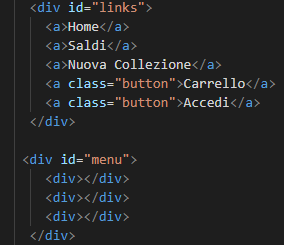 <div id="links">
<a>Home</a>
<a>Saldi</a>
<a>Nuova Collezione</a>
<a class="button">Carrello</a>
<a class="button">Accedi</a>
</div>
<div id="menu">
<div></div>
<div></div>
<div></div>
</div>